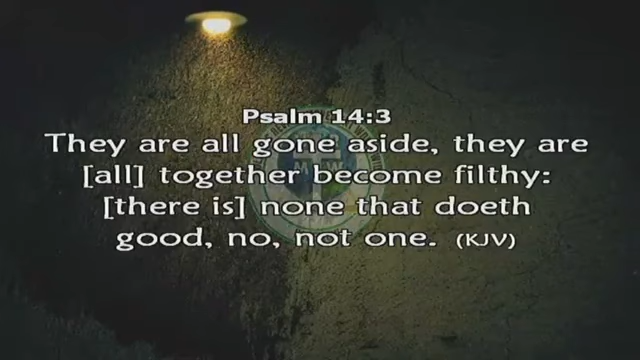 Psalm 14:3
They are all gone aside, they are
[all] together become filthy:
[there is] none that doeth
good, no, not one. (KJV)